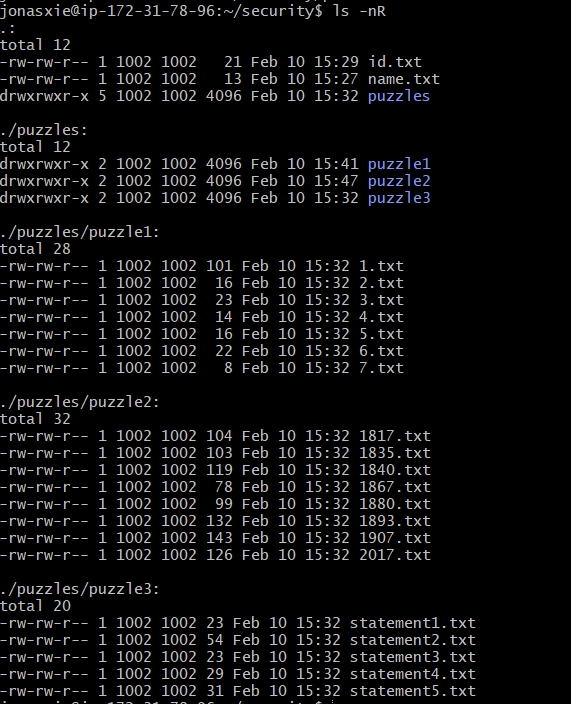 jonasxie@ip-172-31-78-96:~/security$ ls -nR
.:
total 12
-rw-rw-r-- 1 1002 1002   21 Feb 10 15:29 id.txt
-rw-rw-r-- 1 1002 1002   13 Feb 10 15:27 name.txt
drwxrwxr-x 5 1002 1002 4096 Feb 10 15:32 puzzles

./puzzles:
total 12
drwxrwxr-x 2 1002 1002 4096 Feb 10 15:41 puzzle1
drwxrwxr-x 2 1002 1002 4096 Feb 10 15:47 puzzle2
drwxrwxr-x 2 1002 1002 4096 Feb 10 15:32 puzzle3

./puzzles/puzzle1:
total 28
-rw-rw-r-- 1 1002 1002 101 Feb 10 15:32 1.txt
-rw-rw-r-- 1 1002 1002  16 Feb 10 15:32 2.txt
-rw-rw-r-- 1 1002 1002  23 Feb 10 15:32 3.txt
-rw-rw-r-- 1 1002 1002  14 Feb 10 15:32 4.txt
-rw-rw-r-- 1 1002 1002  16 Feb 10 15:32 5.txt
-rw-rw-r-- 1 1002 1002  22 Feb 10 15:32 6.txt
-rw-rw-r-- 1 1002 1002   8 Feb 10 15:32 7.txt

./puzzles/puzzle2:
total 32
-rw-rw-r-- 1 1002 1002 104 Feb 10 15:32 1817.txt
-rw-rw-r-- 1 1002 1002 103 Feb 10 15:32 1835.txt
-rw-rw-r-- 1 1002 1002 119 Feb 10 15:32 1840.txt
-rw-rw-r-- 1 1002 1002  78 Feb 10 15:32 1867.txt
-rw-rw-r-- 1 1002 1002  99 Feb 10 15:32 1880.txt
-rw-rw-r-- 1 1002 1002 132 Feb 10 15:32 1893.txt
-rw-rw-r-- 1 1002 1002 143 Feb 10 15:32 1907.txt
-rw-rw-r-- 1 1002 1002 126 Feb 10 15:32 2017.txt

./puzzles/puzzle3:
total 20
-rw-rw-r-- 1 1002 1002 23 Feb 10 15:32 statement1.txt
-rw-rw-r-- 1 1002 1002 54 Feb 10 15:32 statement2.txt
-rw-rw-r-- 1 1002 1002 23 Feb 10 15:32 statement3.txt
-rw-rw-r-- 1 1002 1002 29 Feb 10 15:32 statement4.txt
-rw-rw-r-- 1 1002 1002 31 Feb 10 15:32 statement5.txt